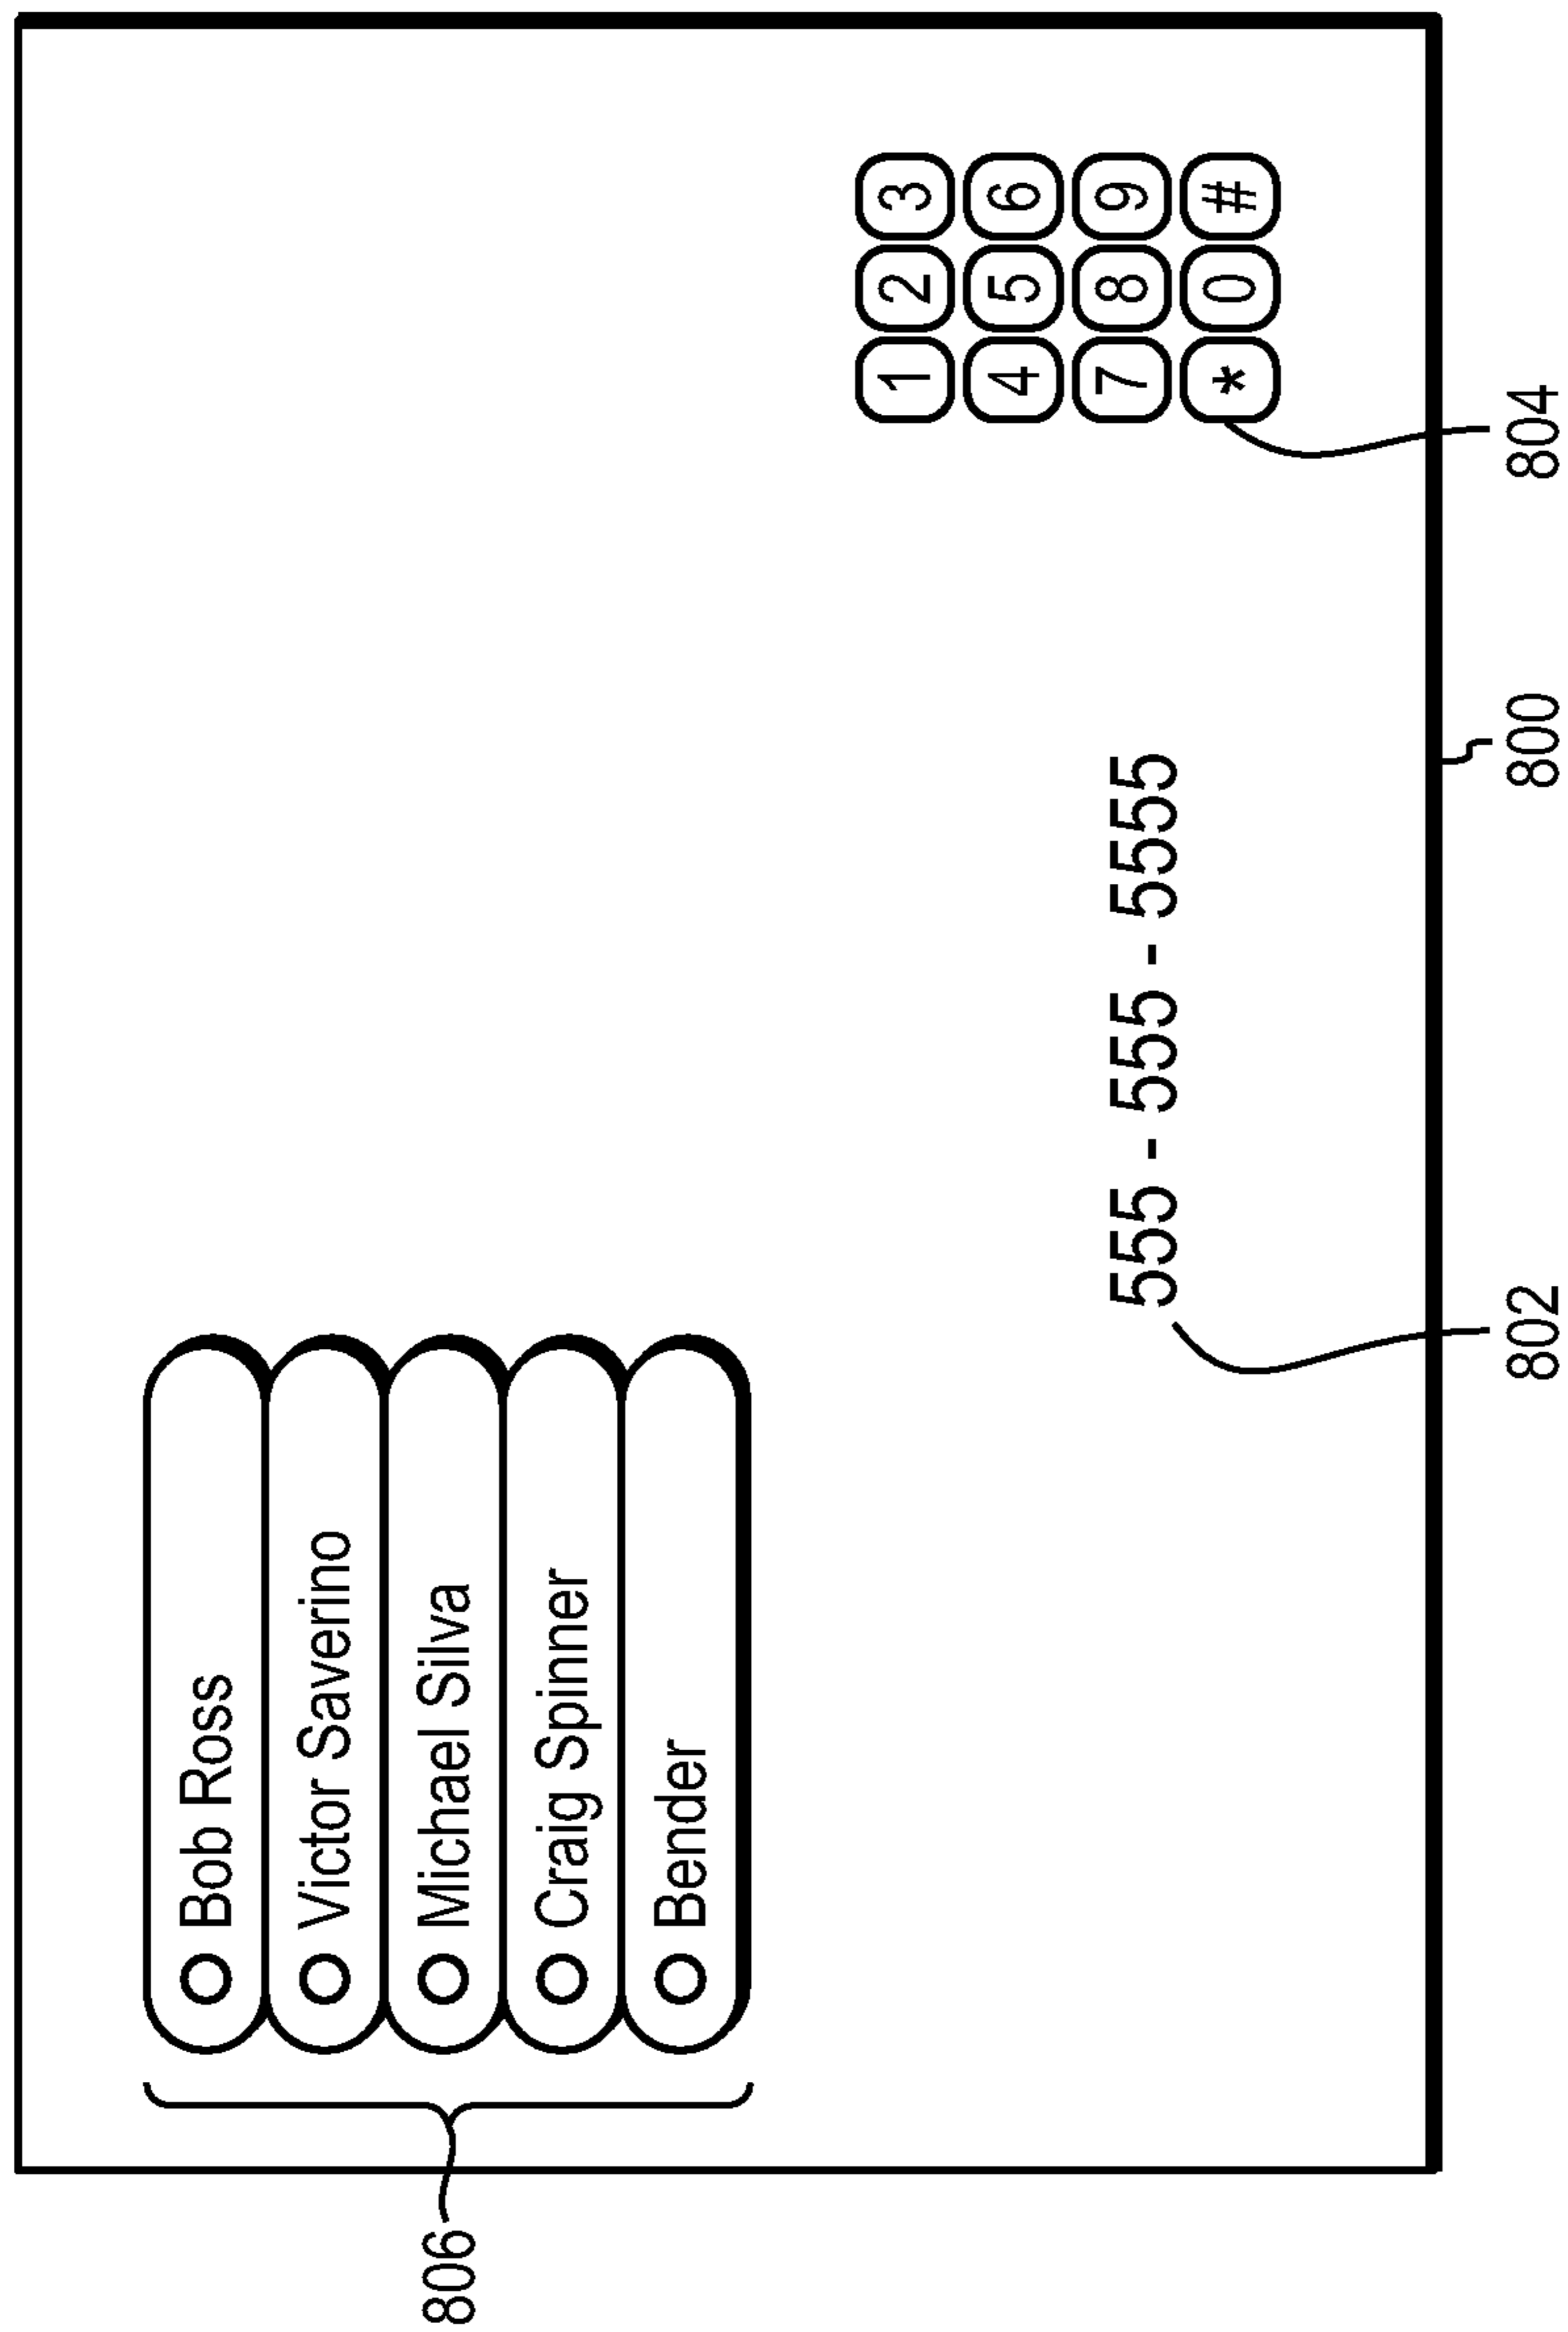 806
Bob Ross
Victor Saverino
Michael Silva
Craig Spinner
Bender
1 2 3
4 5 6
7 8 9
* 0 #
555 - 555 - 5555
802
800
804